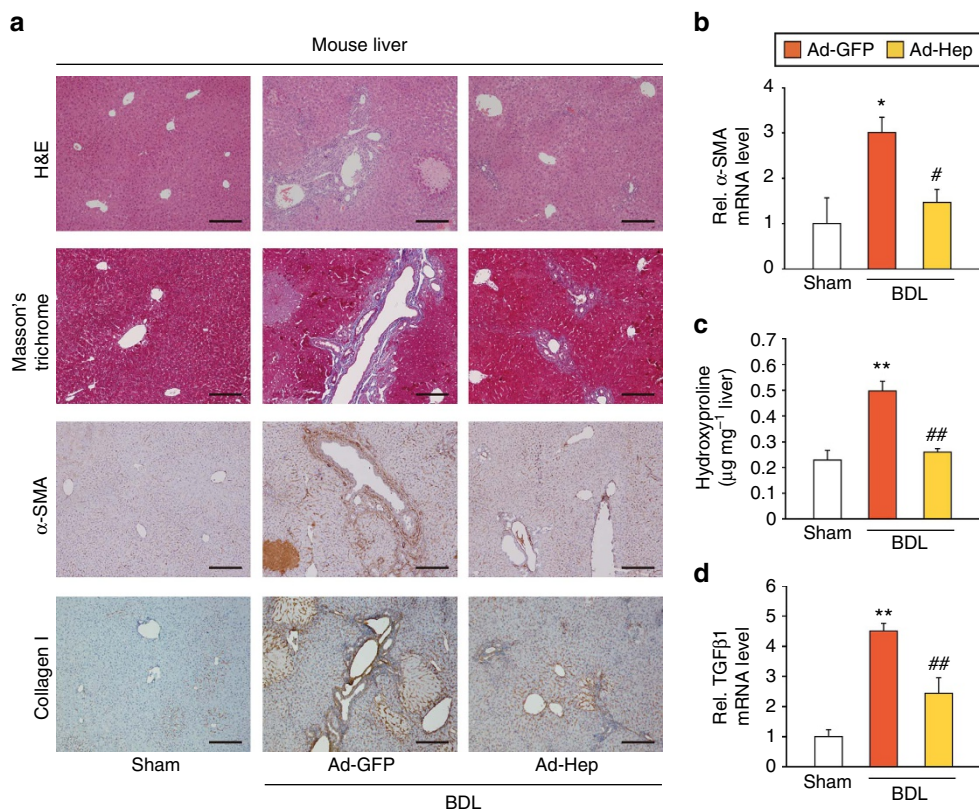 a
Mouse liver
H&E
Masson's
trichrome
α-SMA
Collagen I
Sham
Ad-GFP
Ad-Hep
BDL
b
Ad-GFP
Ad-Hep
Rel. α-SMA
mRNA level
4
3
2
1
0
*
#
Sham
BDL
c
Hydroxyproline
(μg mg⁻¹ liver)
0.7
0.6
0.5
0.4
0.3
0.2
0.1
0
**
##
Sham
BDL
d
Rel. TGFβ1
mRNA level
6
5
4
3
2
1
0
**
##
Sham
BDL